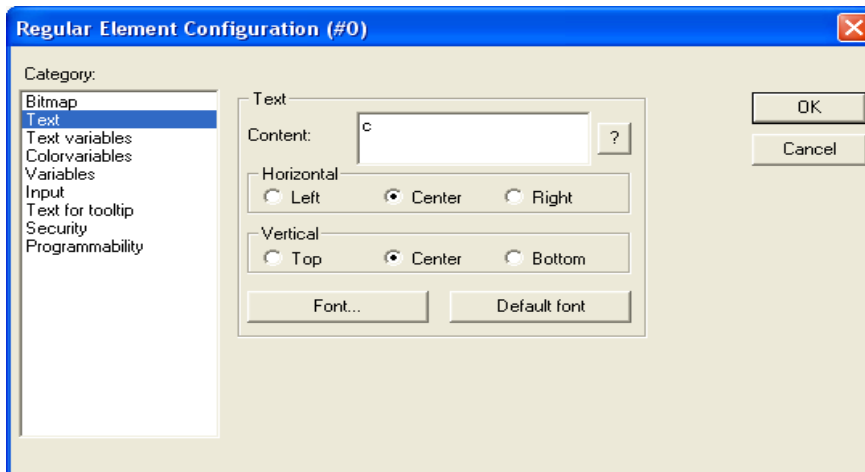 Regular Element Configuration (#0)
Category:
Bitmap
Text
Text variables
Colorvariables
Variables
Input
Text for tooltip
Security
Programmability
Text
Content:
c
?
Horizontal
Left Center Right
Vertical
Top Center Bottom
Font... Default font
OK
Cancel